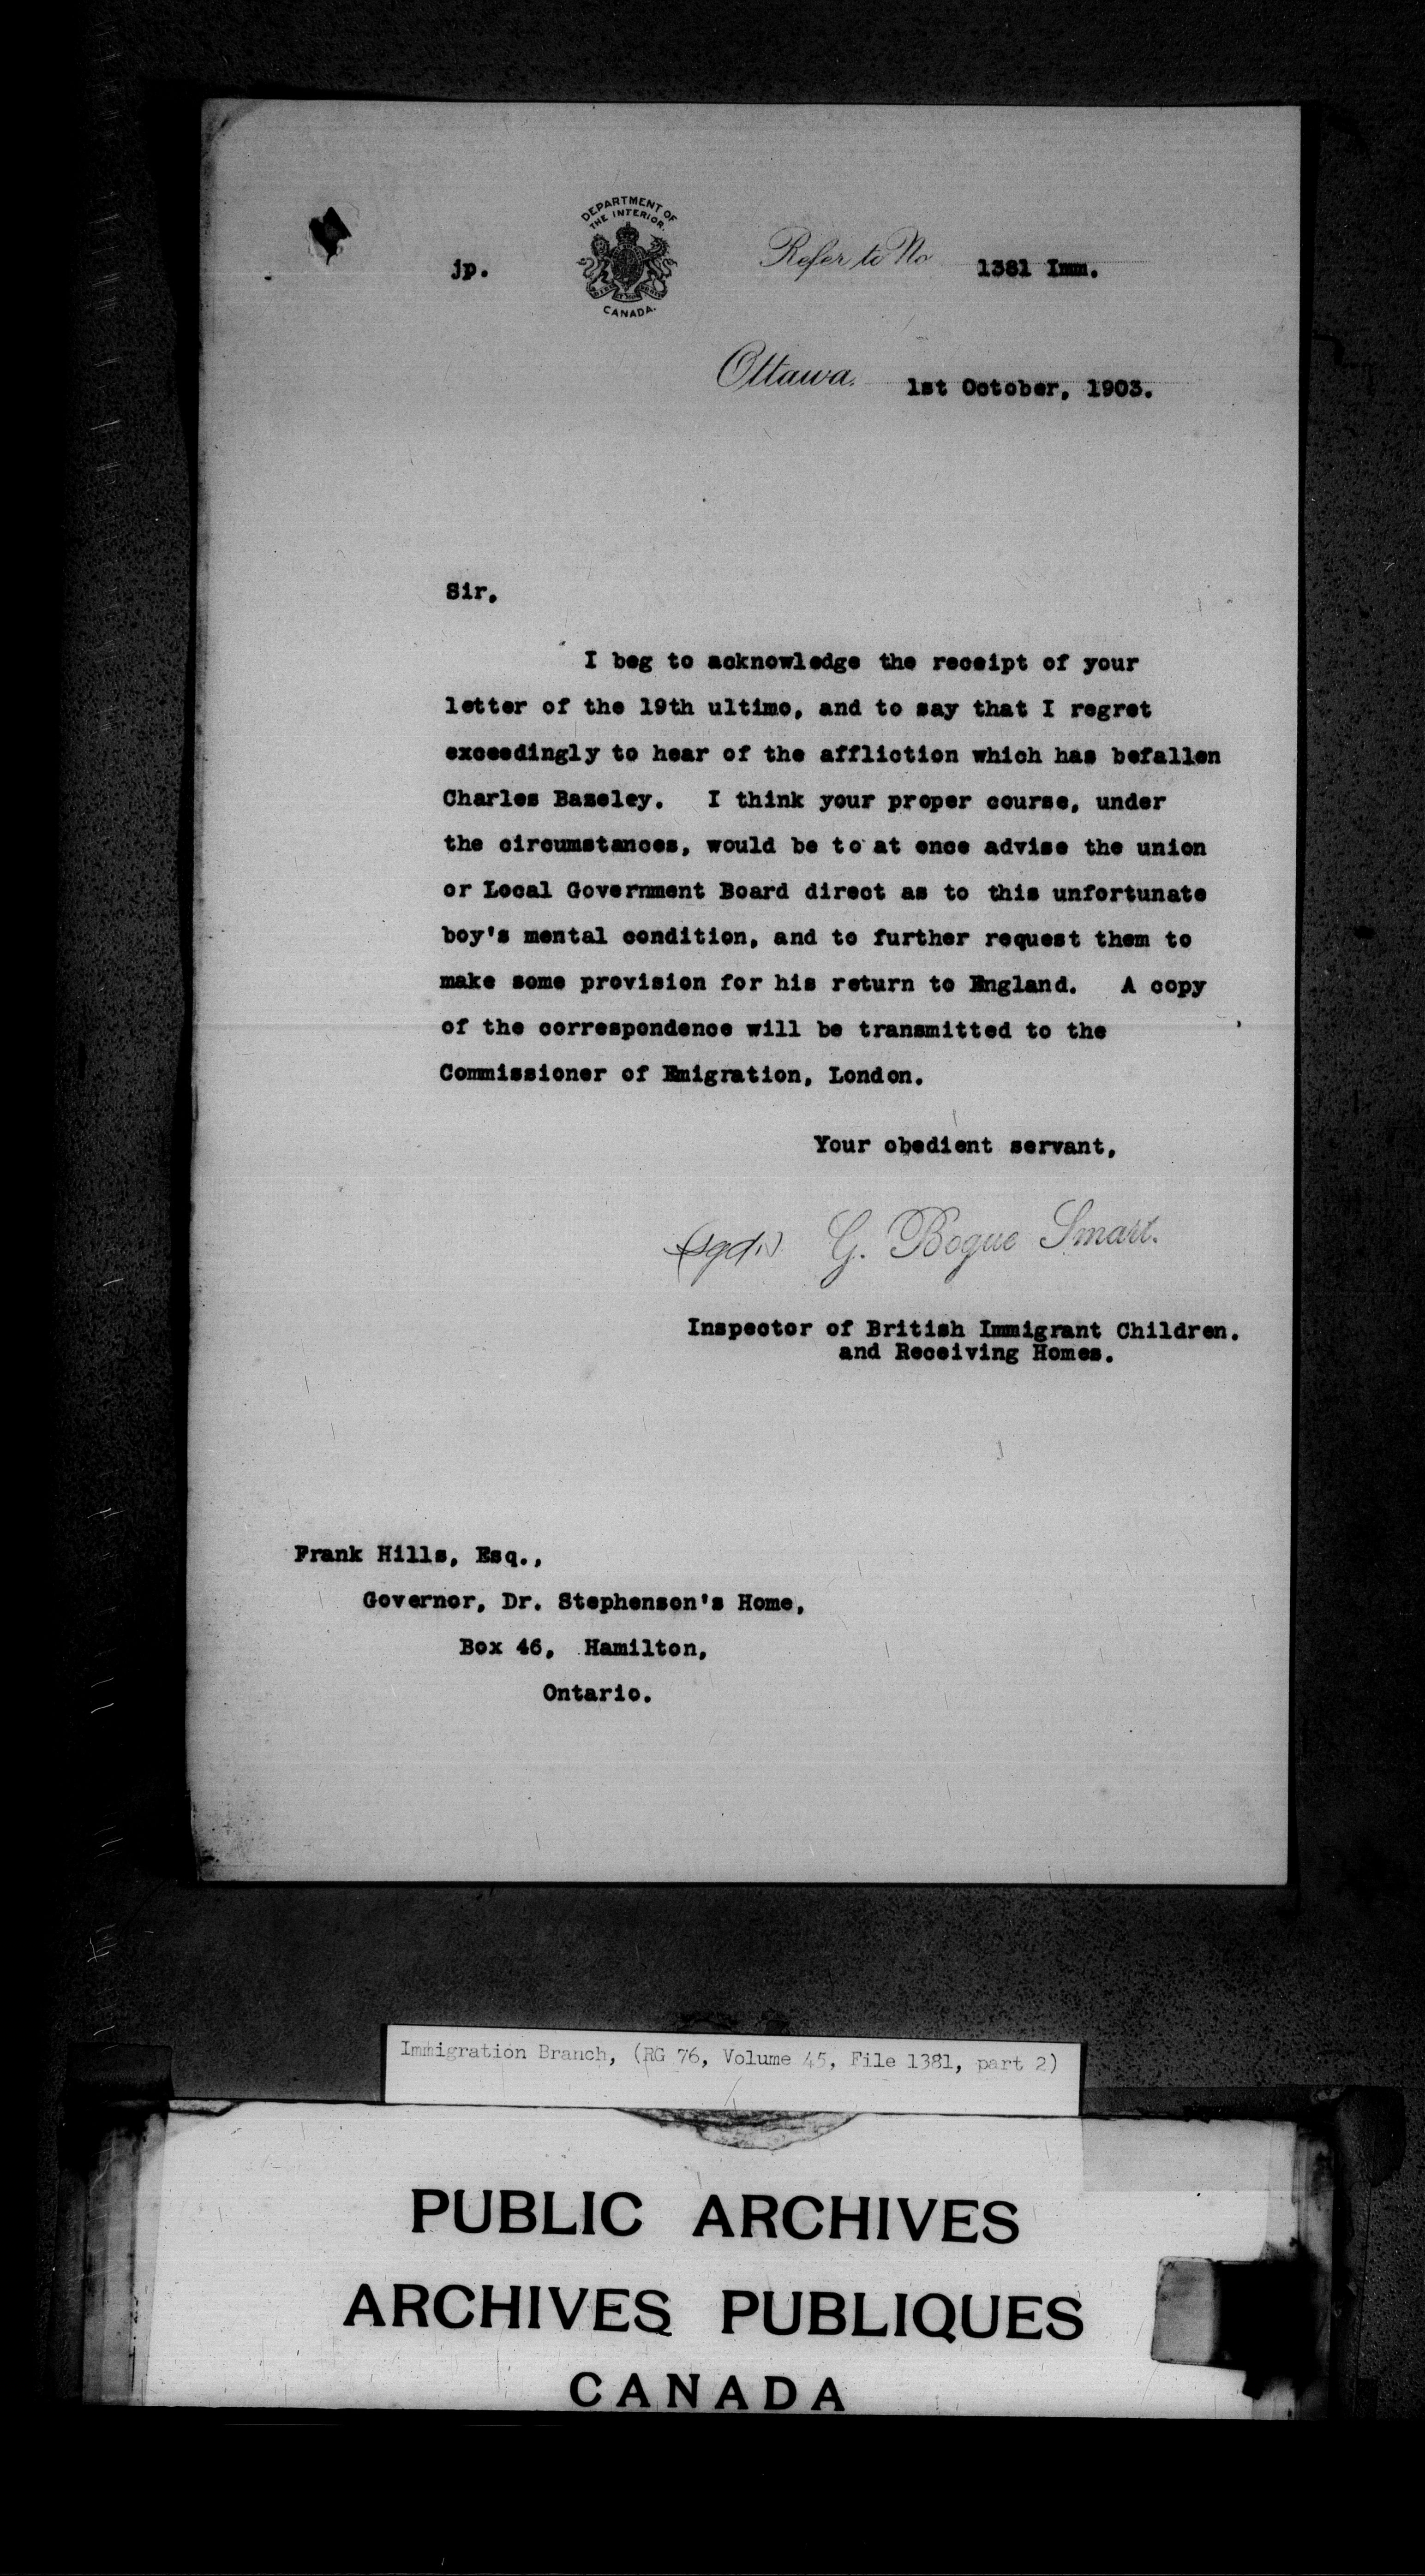 DEPARTMENT OF
THE INTERIOR.
CANADA.
jp.
Refer to No 1381 Imm.
Ottawa, 1st October, 1903.
Sir,
I beg to acknowledge the receipt of your
letter of the 19th ultimo, and to say that I regret
exceedingly to hear of the affliction which has befallen
Charles Bazeley. I think your proper course, under
the circumstances, would be to at once advise the union
or Local Government Board direct as to this unfortunate
boy's mental condition, and to further request them to
make some provision for his return to England. A copy
of the correspondence will be transmitted to the
Commissioner of Emigration, London.
Your obedient servant,
(sgd.) G. Bogue Smart.
Inspector of British Immigrant Children.
and Receiving Homes.
Frank Hills, Esq.,
Governor, Dr. Stephenson's Home,
Box 46, Hamilton,
Ontario.
Immigration Branch, (RG 76, Volume 45, File 1381, part 2)
PUBLIC ARCHIVES
ARCHIVES PUBLIQUES
CANADA